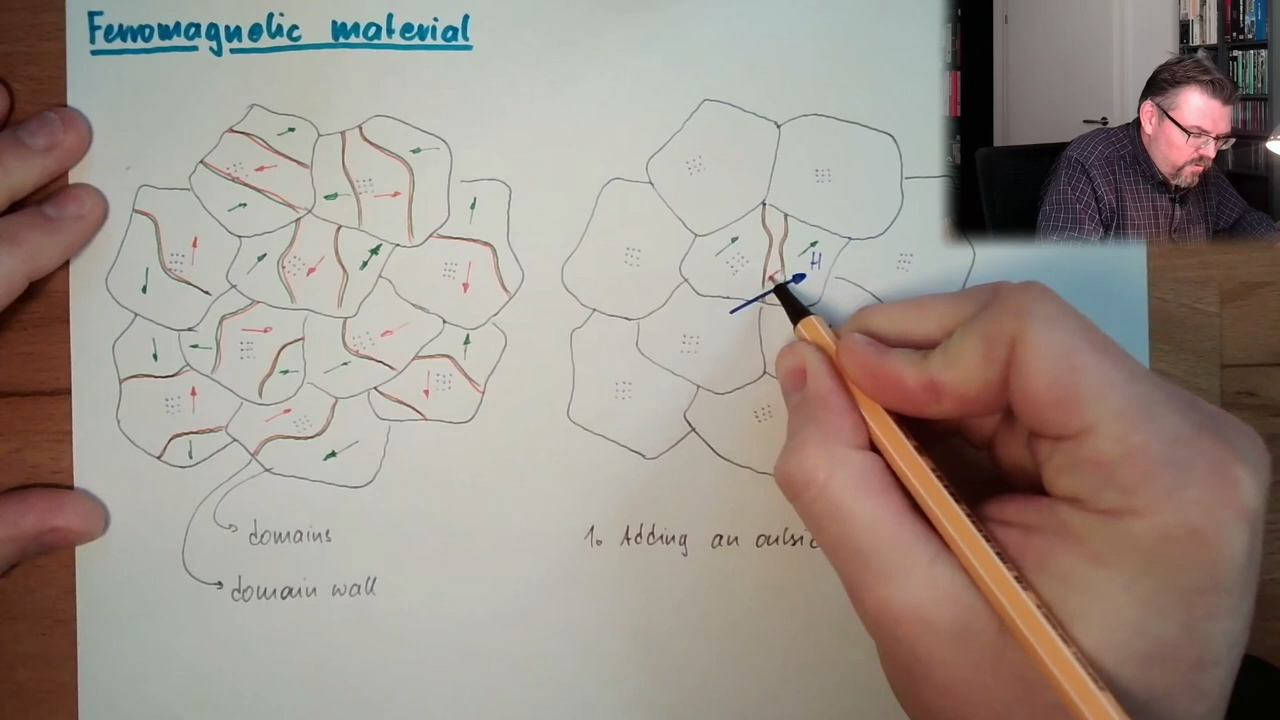 Ferromagnetic material
H
domains
domain wall
1. Adding an outsi